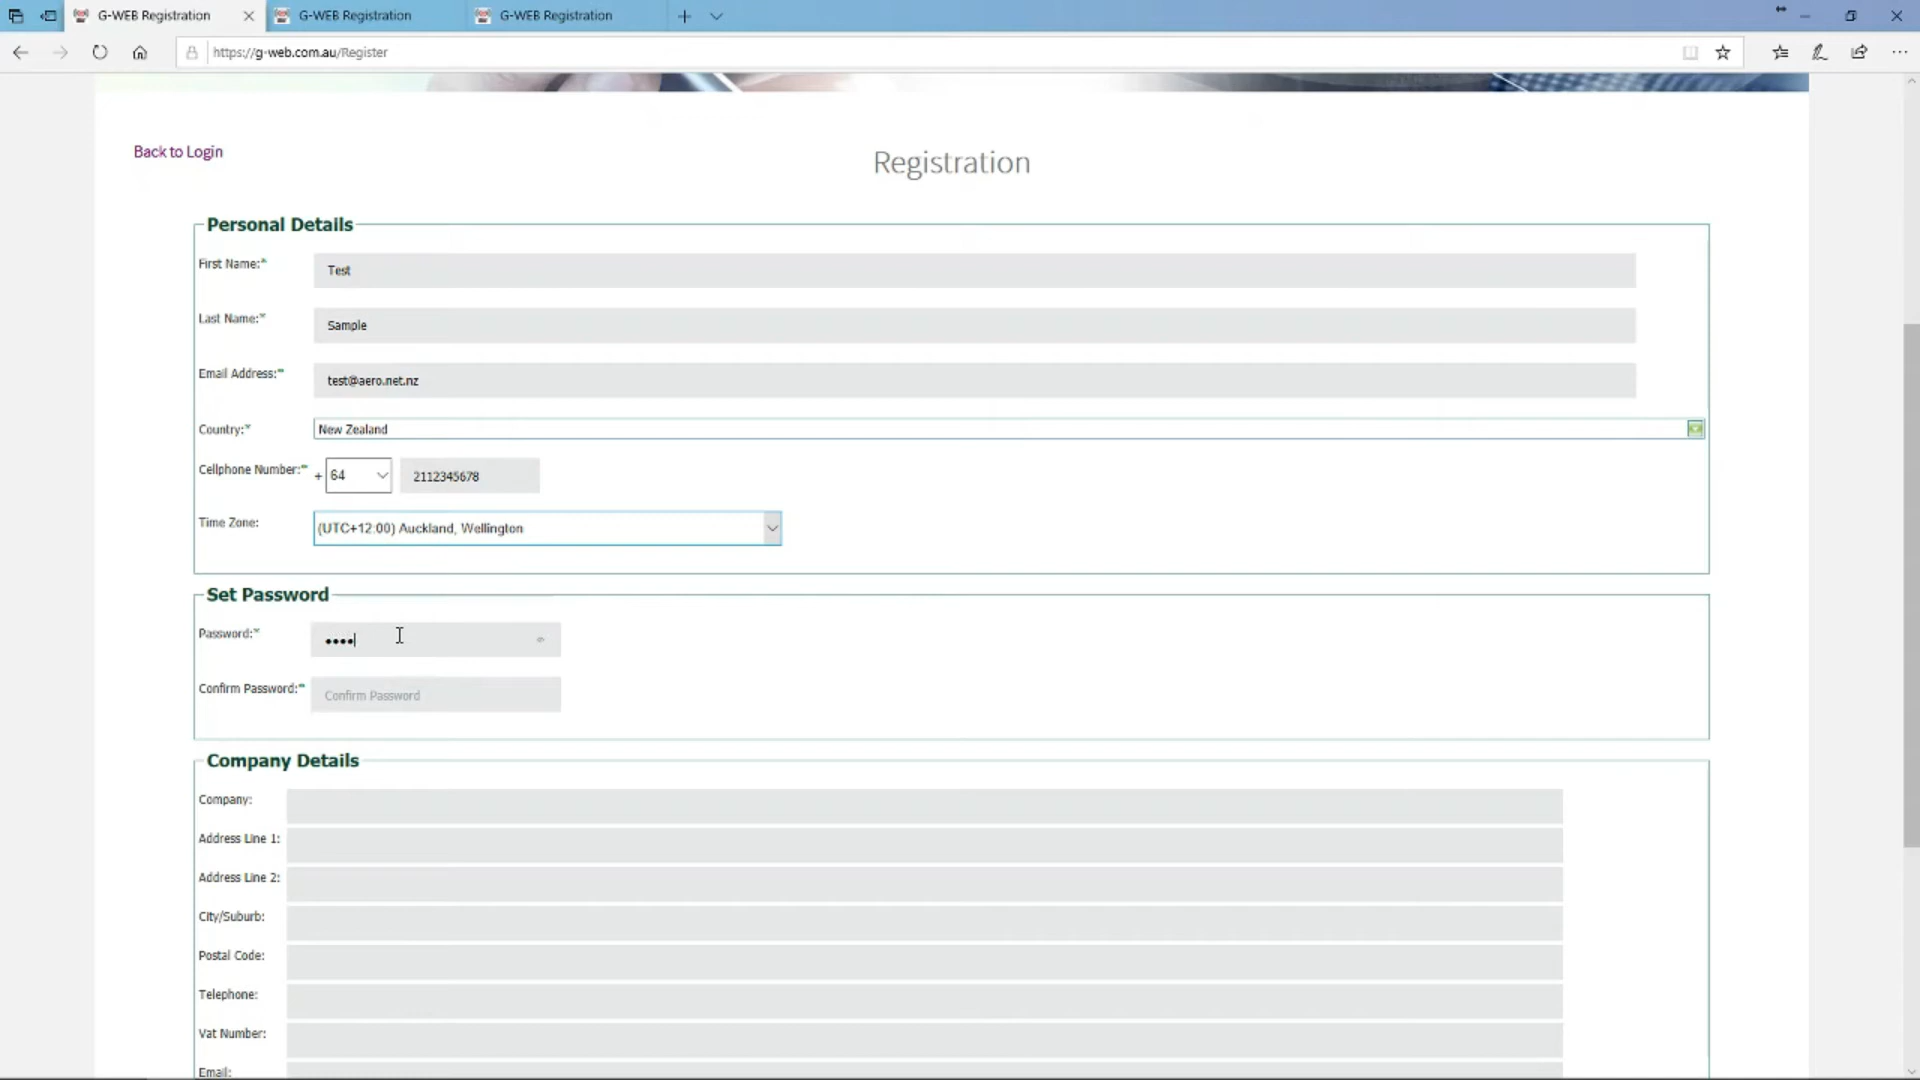 G-WEB Registration
G-WEB Registration
G-WEB Registration
https://g-web.com.au/Register
Back to Login
Registration
Personal Details
First Name:*
Test
Last Name:*
Sample
Email Address:*
test@aero.net.nz
Country:*
New Zealand
Cellphone Number:*
+ 64 2112345678
Time Zone:
(UTC+12:00) Auckland, Wellington
Set Password
Password:*
••••
Confirm Password:*
Confirm Password
Company Details
Company:
Address Line 1:
Address Line 2:
City/Suburb:
Postal Code:
Telephone:
Vat Number:
Email: